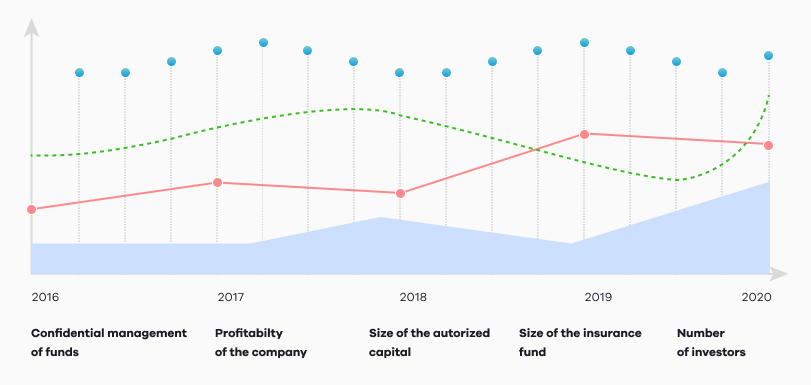 2016 2017 2018 2019 2020
Confidential management Profitabilty Size of the autorized Size of the insurance Number
of funds of the company capital fund of investors